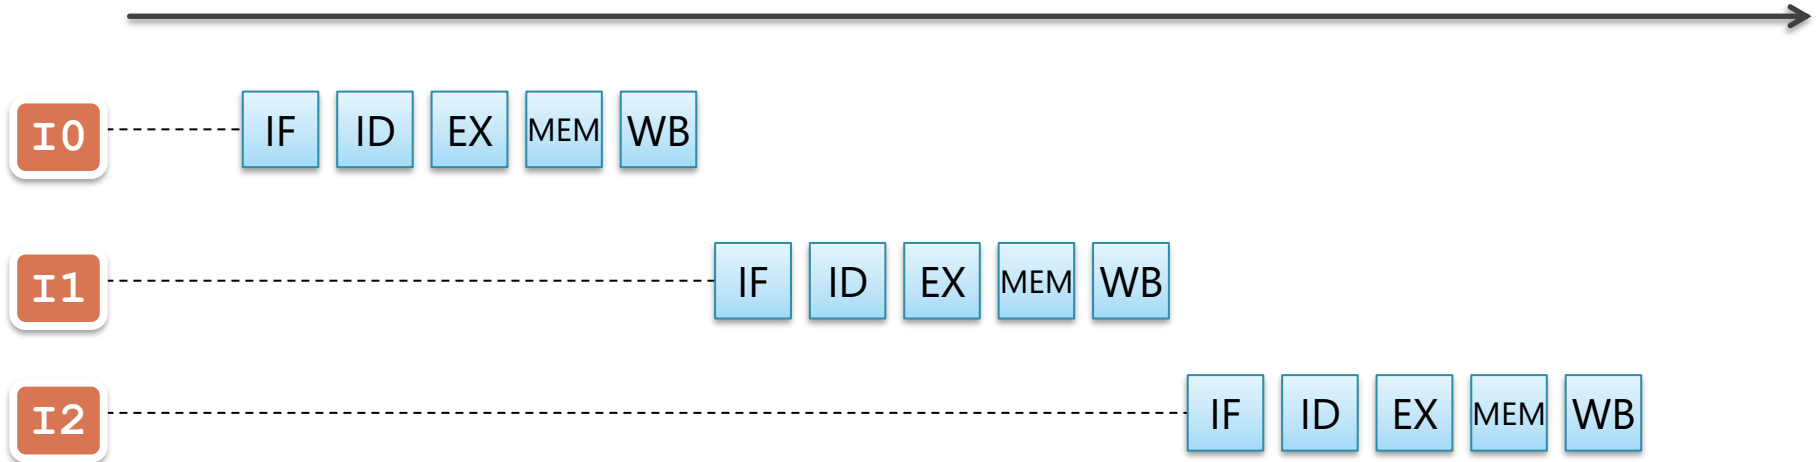 I0 IF ID EX MEM WB
I1 IF ID EX MEM WB
I2 IF ID EX MEM WB